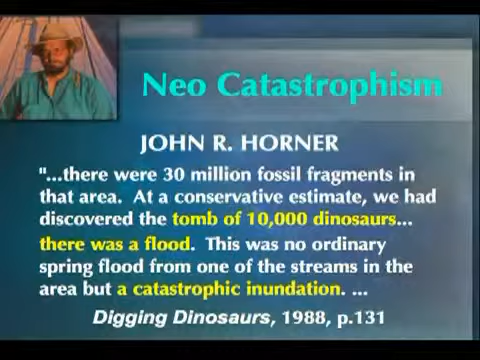 Neo Catastrophism
JOHN R. HORNER
"...there were 30 million fossil fragments in
that area. At a conservative estimate, we had
discovered the tomb of 10,000 dinosaurs...
there was a flood. This was no ordinary
spring flood from one of the streams in the
area but a catastrophic inundation. ...
Digging Dinosaurs, 1988, p.131